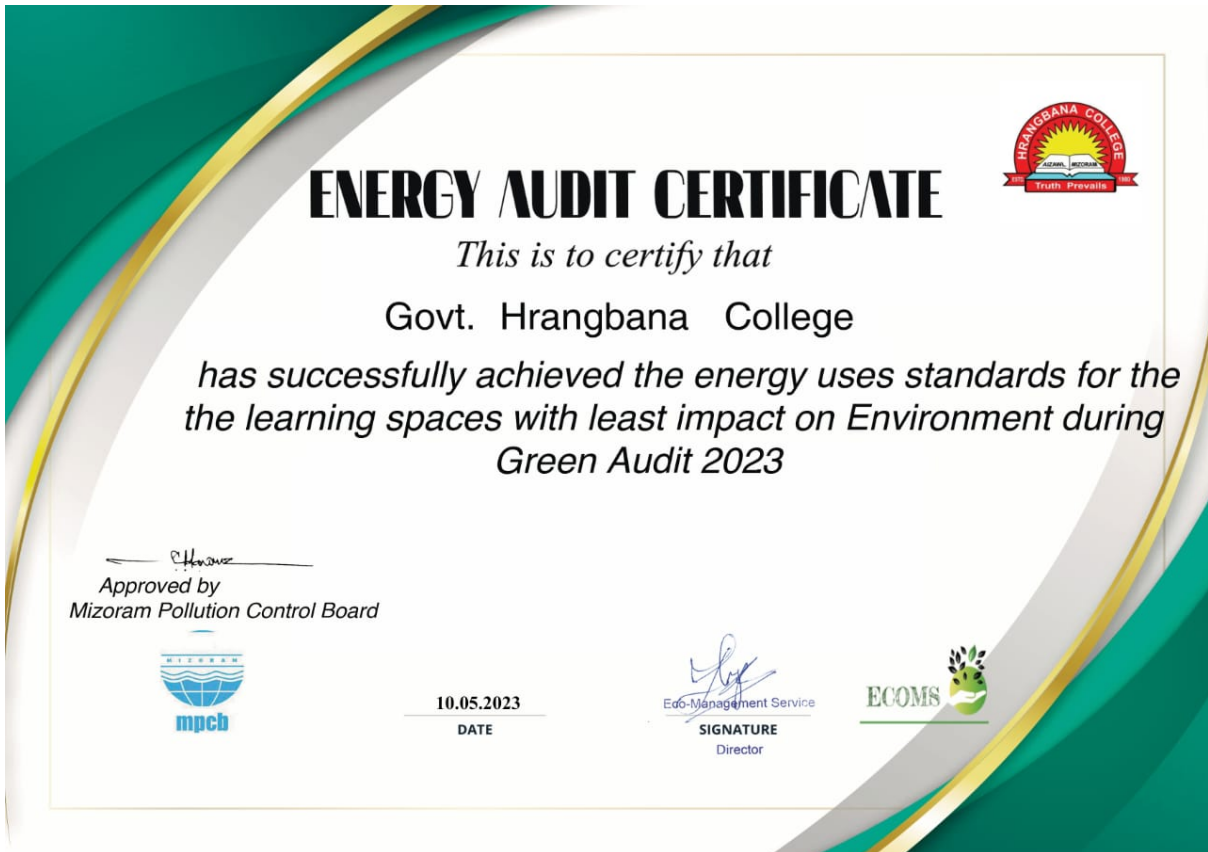 HRANGBANA COLLEGE
AIZAWL MIZORAM
ESTD 1980
Truth Prevails
ENERGY AUDIT CERTIFICATE
This is to certify that
Govt. Hrangbana College
has successfully achieved the energy uses standards for the
the learning spaces with least impact on Environment during
Green Audit 2023
Approved by
Mizoram Pollution Control Board
MIZORAM
mpcb
10.05.2023
DATE
Eco-Management Service
SIGNATURE
Director
ECOMS